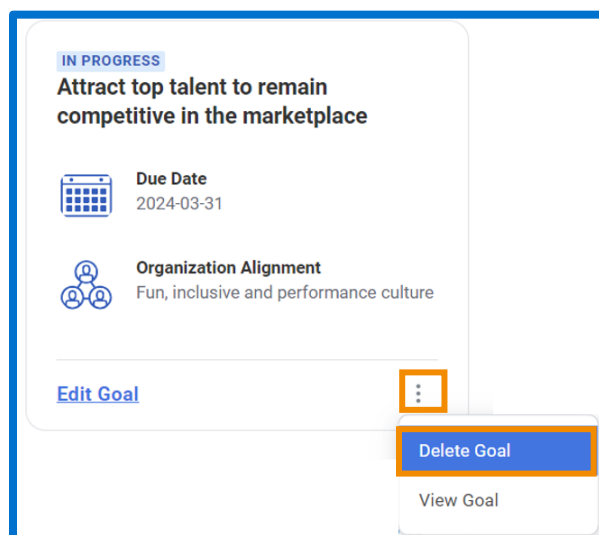 IN PROGRESS
Attract top talent to remain
competitive in the marketplace
Due Date
2024-03-31
Organization Alignment
Fun, inclusive and performance culture
Edit Goal
Delete Goal
View Goal